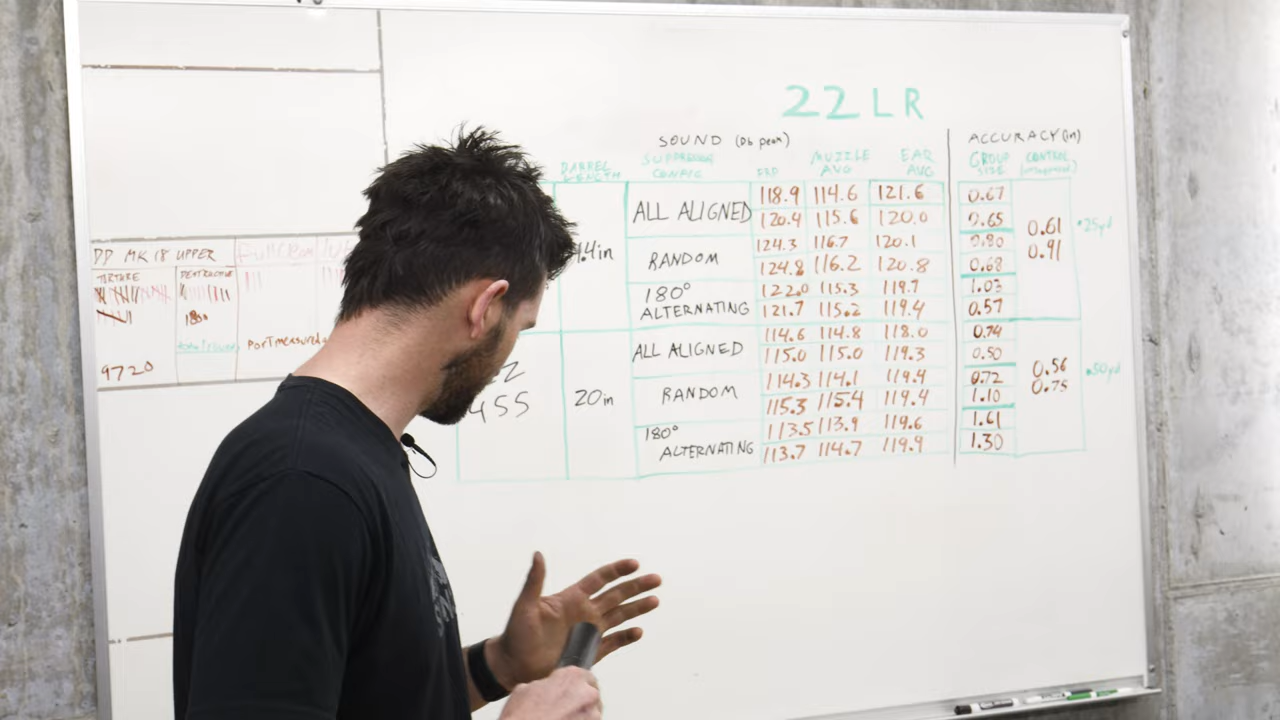 22LR
SOUND (Db peak)
ACCURACY (in)
BARREL LENGTH
SUPPRESSOR CONFIG
FRP
MUZZLE AVG
EAR AVG
GROUP SIZE
CONTROL
.4in
ALL ALIGNED
118.9 114.6 121.6 0.67
120.4 115.6 120.0 0.65
RANDOM
124.3 116.7 120.1 0.80
124.8 116.2 120.8 0.68
180° ALTERNATING
122.0 115.3 119.7 1.03
121.7 115.2 119.4 0.57
0.61
0.91
•25yd
455
20in
ALL ALIGNED
114.6 114.8 118.0 0.74
115.0 115.0 119.3 0.50
RANDOM
114.3 114.1 119.4 0.72
115.3 115.4 119.4 1.10
180° ALTERNATING
113.5 113.9 119.6 1.61
113.7 114.7 119.9 1.30
0.56
0.75
•50yd
DD MK18 UPPER
TORTURE
DESTRUCTIVE
9720